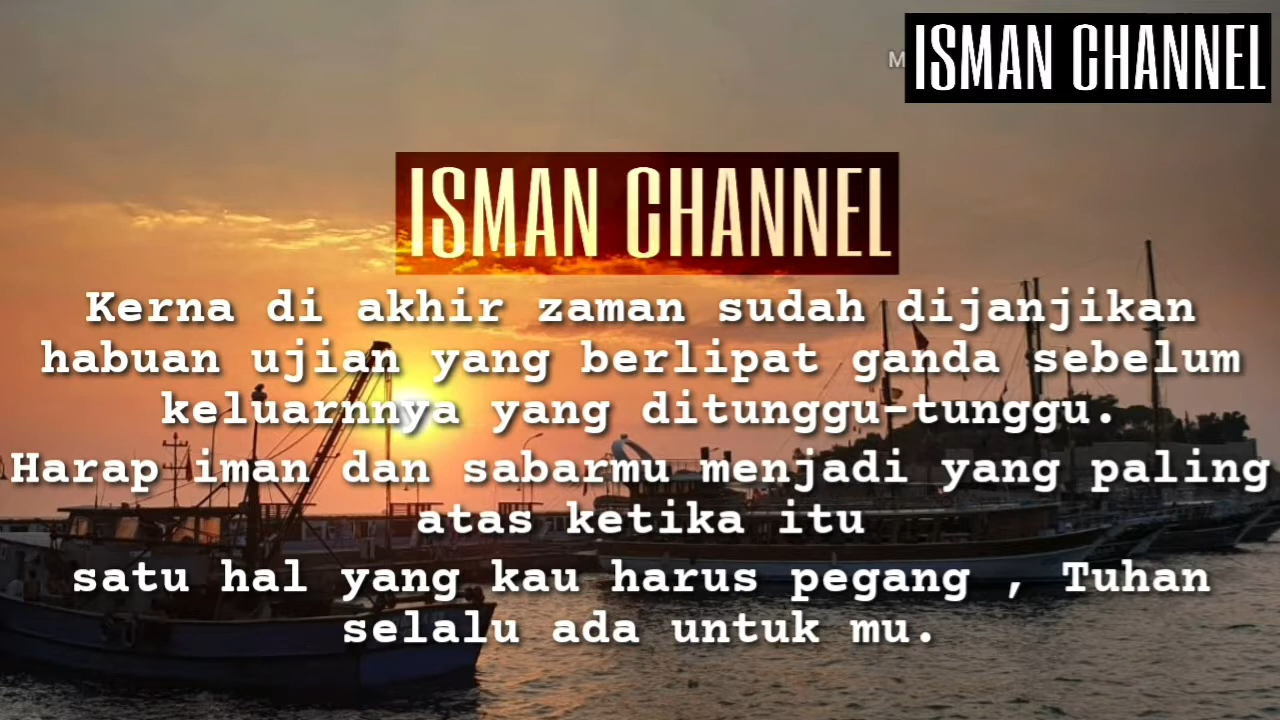 ISMAN CHANNEL
M
ISMAN CHANNEL
Kerna di akhir zaman sudah dijanjikan
habuan ujian yang berlipat ganda sebelum
keluarnnya yang ditunggu-tunggu.
Harap iman dan sabarmu menjadi yang paling
atas ketika itu
satu hal yang kau harus pegang , Tuhan
selalu ada untuk mu.